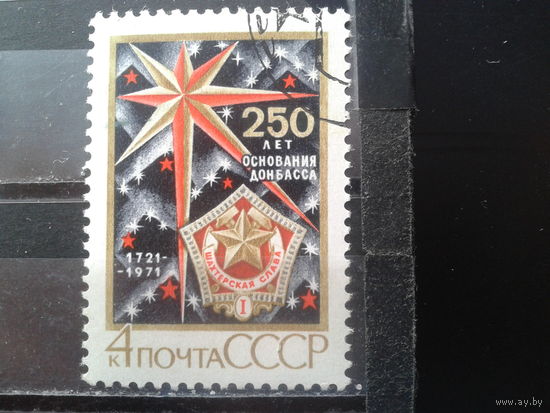 250
ЛЕТ
ОСНОВАНИЯ
ДОНБАССА
1721-
-1971
ШАХТЕРСКАЯ СЛАВА
I
4к ПОЧТА СССР
www.ay.by